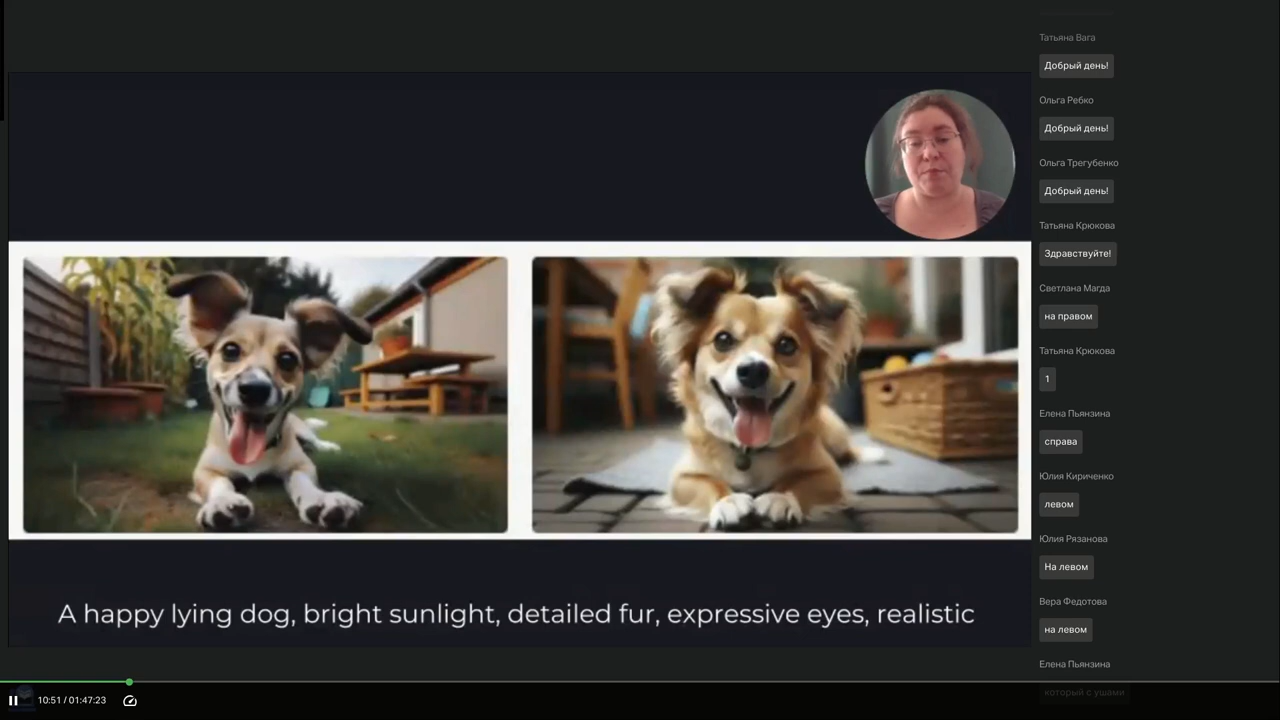 Татьяна Вага
Добрый день!
Ольга Ребко
Добрый день!
Ольга Трегубенко
Добрый день!
Татьяна Крюкова
Здравствуйте!
Светлана Магда
на правом
Татьяна Крюкова
1
Елена Пьянзина
справа
Юлия Кириченко
левом
Юлия Рязанова
На левом
Вера Федотова
на левом
Елена Пьянзина
который с ушами
A happy lying dog, bright sunlight, detailed fur, expressive eyes, realistic
10:51 / 01:47:23